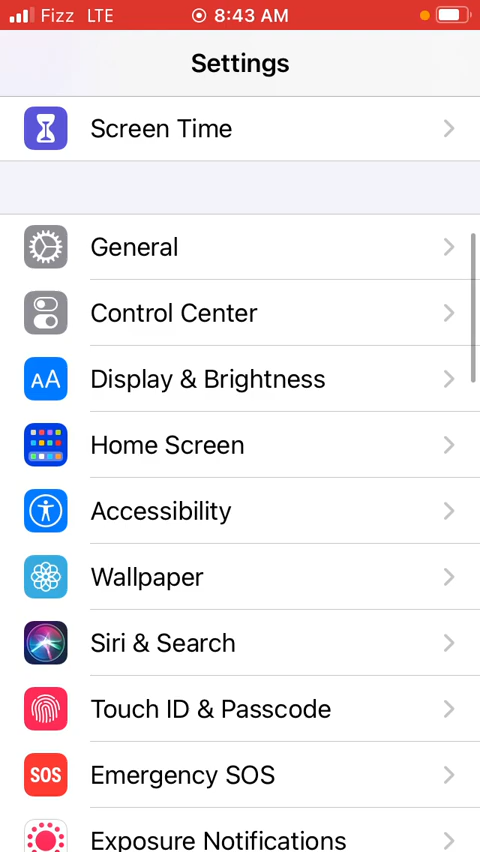 Fizz LTE 8:43 AM
Settings
Screen Time
General
Control Center
AA Display & Brightness
Home Screen
Accessibility
Wallpaper
Siri & Search
Touch ID & Passcode
SOS Emergency SOS
Exposure Notifications